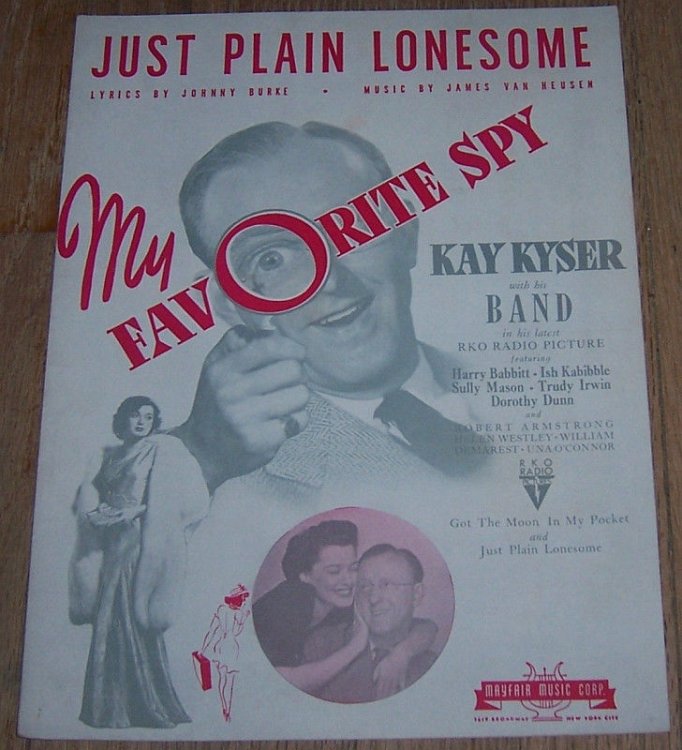 JUST PLAIN LONESOME
LYRICS BY JOHNNY BURKE • MUSIC BY JAMES VAN HEUSEN
My
FAVORITE SPY
KAY KYSER
with his
BAND
in his latest
RKO RADIO PICTURE
featuring
Harry Babbitt - Ish Kabibble
Sully Mason - Trudy Irwin
Dorothy Dunn
and
ROBERT ARMSTRONG
HELEN WESTLEY - WILLIAM
DEMAREST - UNA O'CONNOR
RKO
RADIO
Got The Moon In My Pocket
and
Just Plain Lonesome
MAYFAIR MUSIC CORP.
1619 BROADWAY NEW YORK CITY